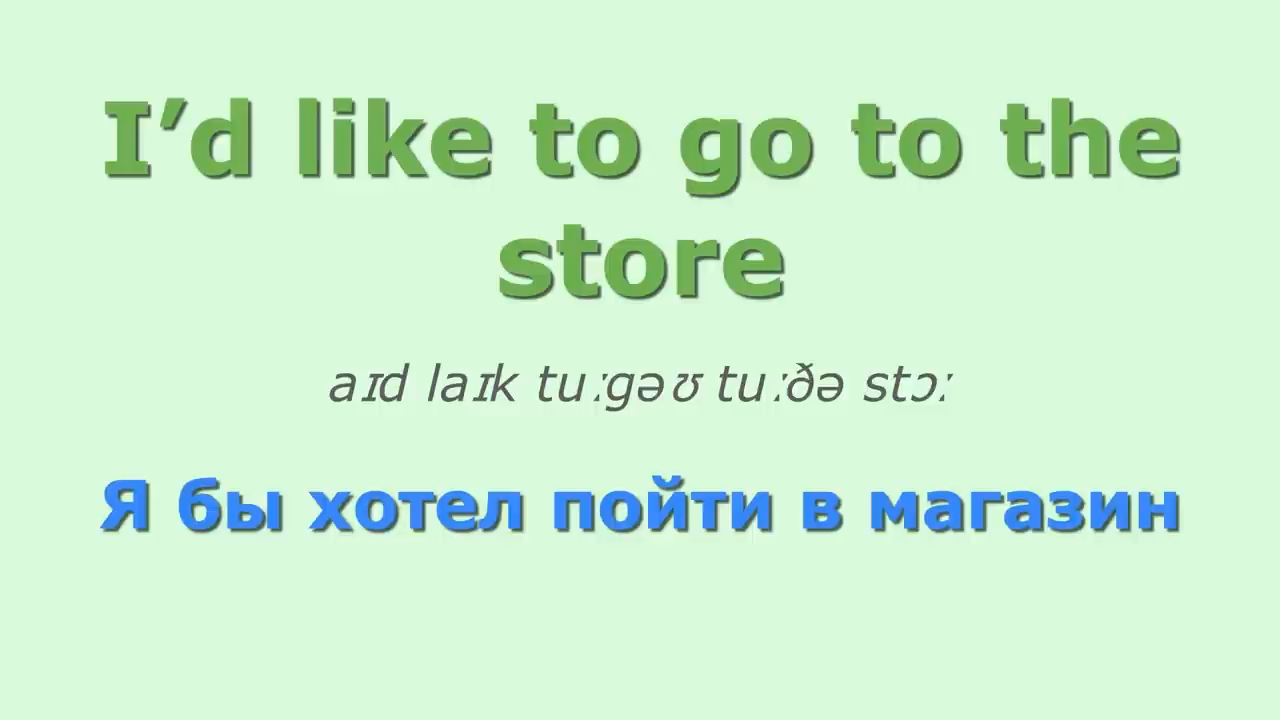 I’d like to go to the
store
aɪd laɪk tuːgəʊ tuːðə stɔː
Я бы хотел пойти в магазин